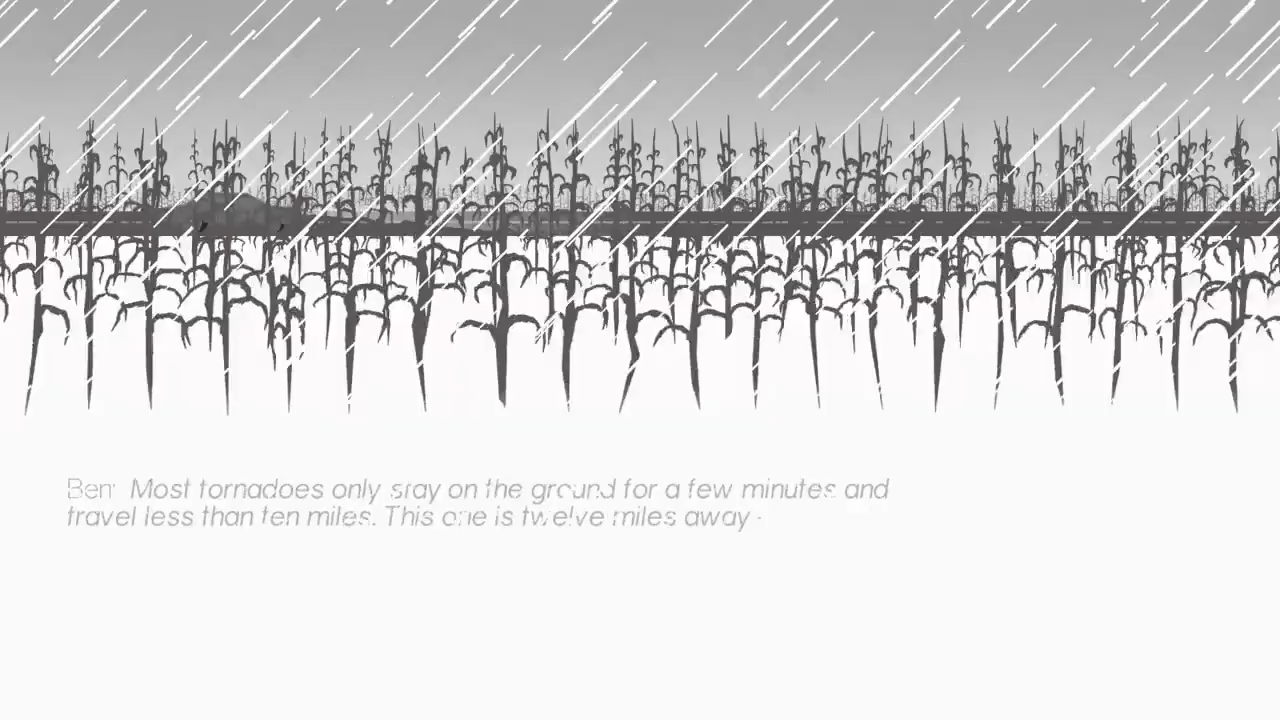 Ben: Most tornadoes only stay on the ground for a few minutes and
travel less than ten miles. This one is twelve miles away -